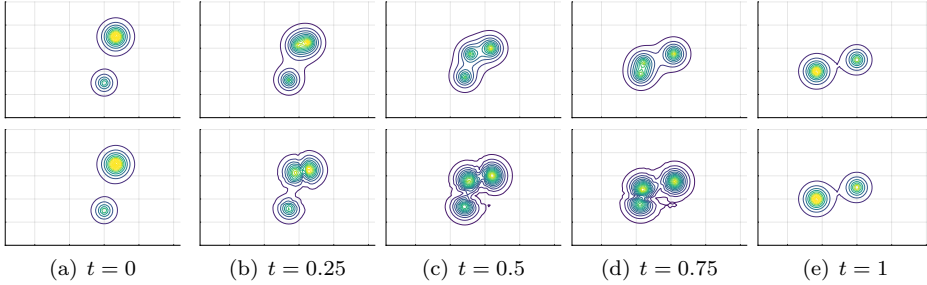 (a) t = 0 (b) t = 0.25 (c) t = 0.5 (d) t = 0.75 (e) t = 1